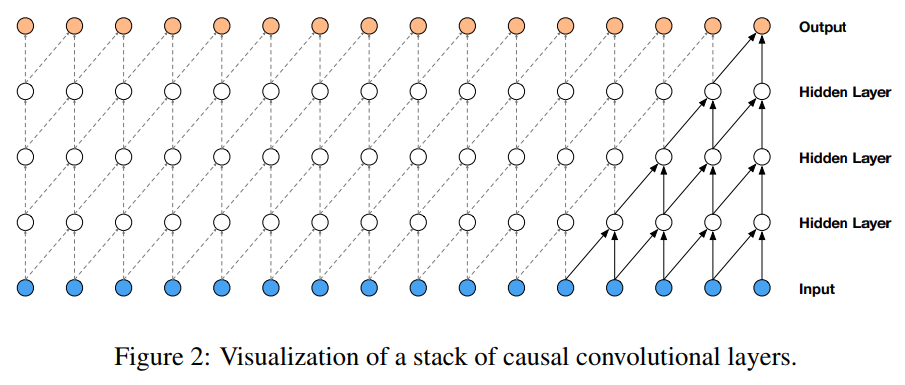 Output
Hidden Layer
Hidden Layer
Hidden Layer
Input
Figure 2: Visualization of a stack of causal convolutional layers.